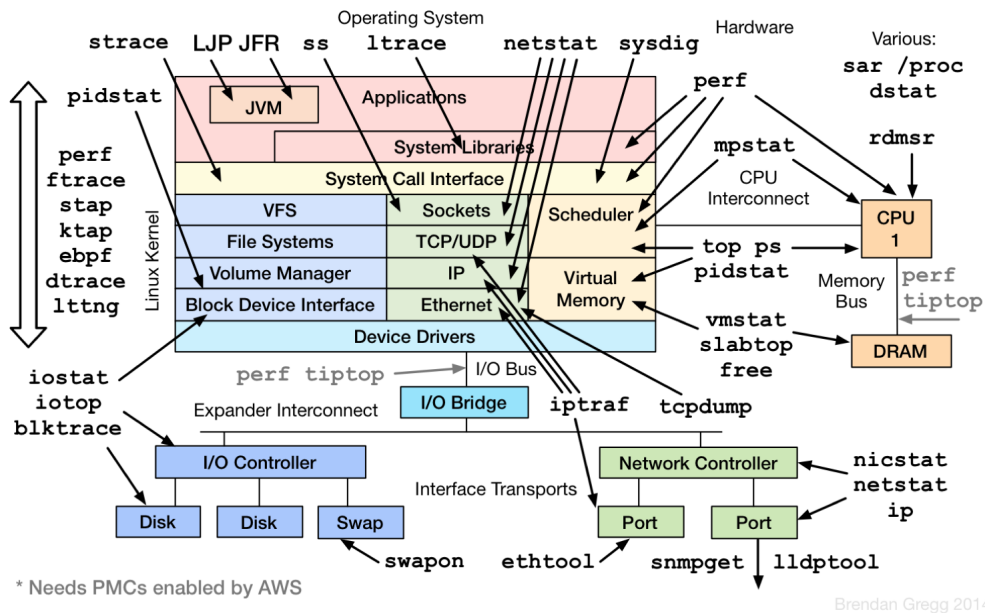 Operating System
Hardware
Various:
strace
LJP JFR
ss
ltrace
netstat
sysdig
sar /proc
dstat
pidstat
perf
rdmsr
JVM
Applications
System Libraries
System Call Interface
mpstat
CPU
Interconnect
perf
ftrace
stap
ktap
ebpf
dtrace
lttng
Linux Kernel
VFS
Sockets
Scheduler
File Systems
TCP/UDP
Volume Manager
IP
Virtual
Memory
Block Device Interface
Ethernet
Device Drivers
CPU
1
top ps
pidstat
Memory
Bus
perf
tiptop
vmstat
slabtop
free
DRAM
iostat
iotop
blktrace
perf tiptop
I/O Bus
Expander Interconnect
I/O Bridge
iptraf
tcpdump
I/O Controller
Network Controller
nicstat
netstat
ip
Interface Transports
Disk
Disk
Swap
Port
Port
swapon
ethtool
snmpget
lldptool
* Needs PMCs enabled by AWS
Brendan Gregg 2014